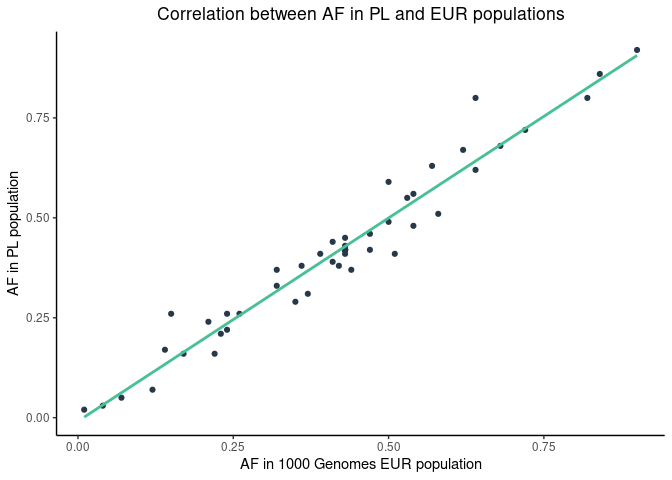 Correlation between AF in PL and EUR populations
AF in PL population
0.75
0.50
0.25
0.00
0.00 0.25 0.50 0.75
AF in 1000 Genomes EUR population